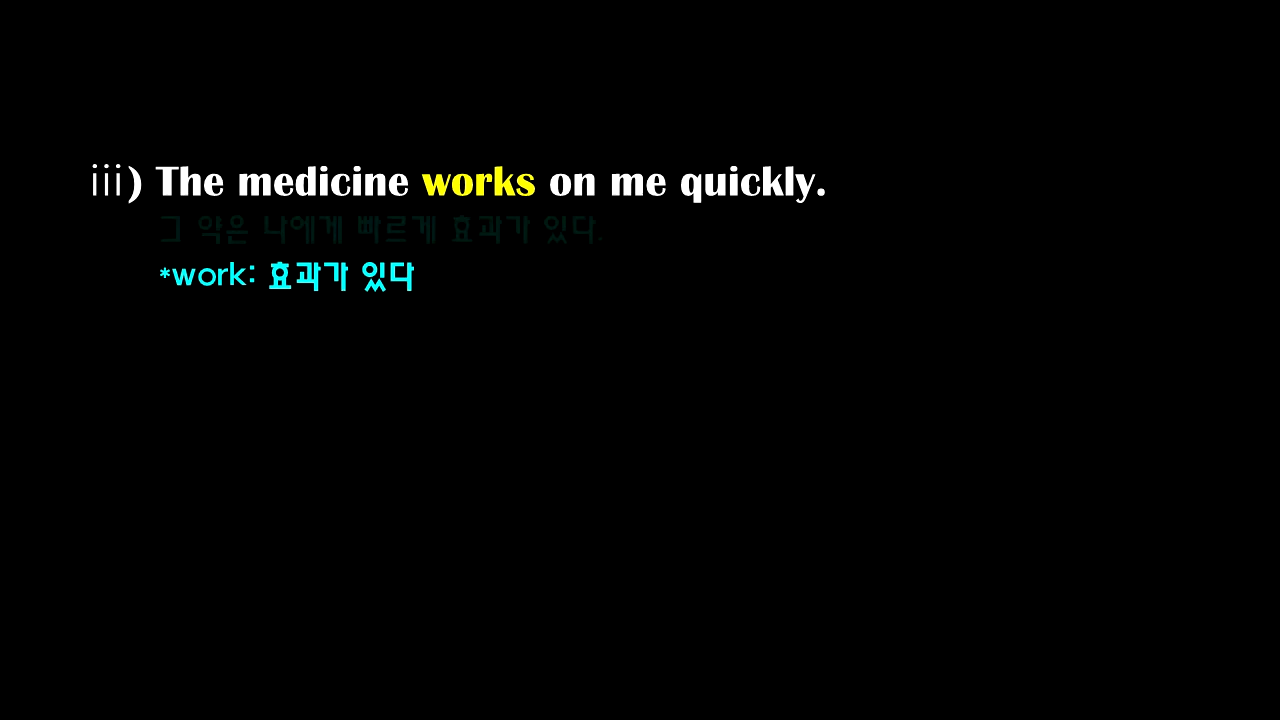 ⅲ) The medicine works on me quickly.
그 약은 나에게 빠르게 효과가 있다.
*work: 효과가 있다